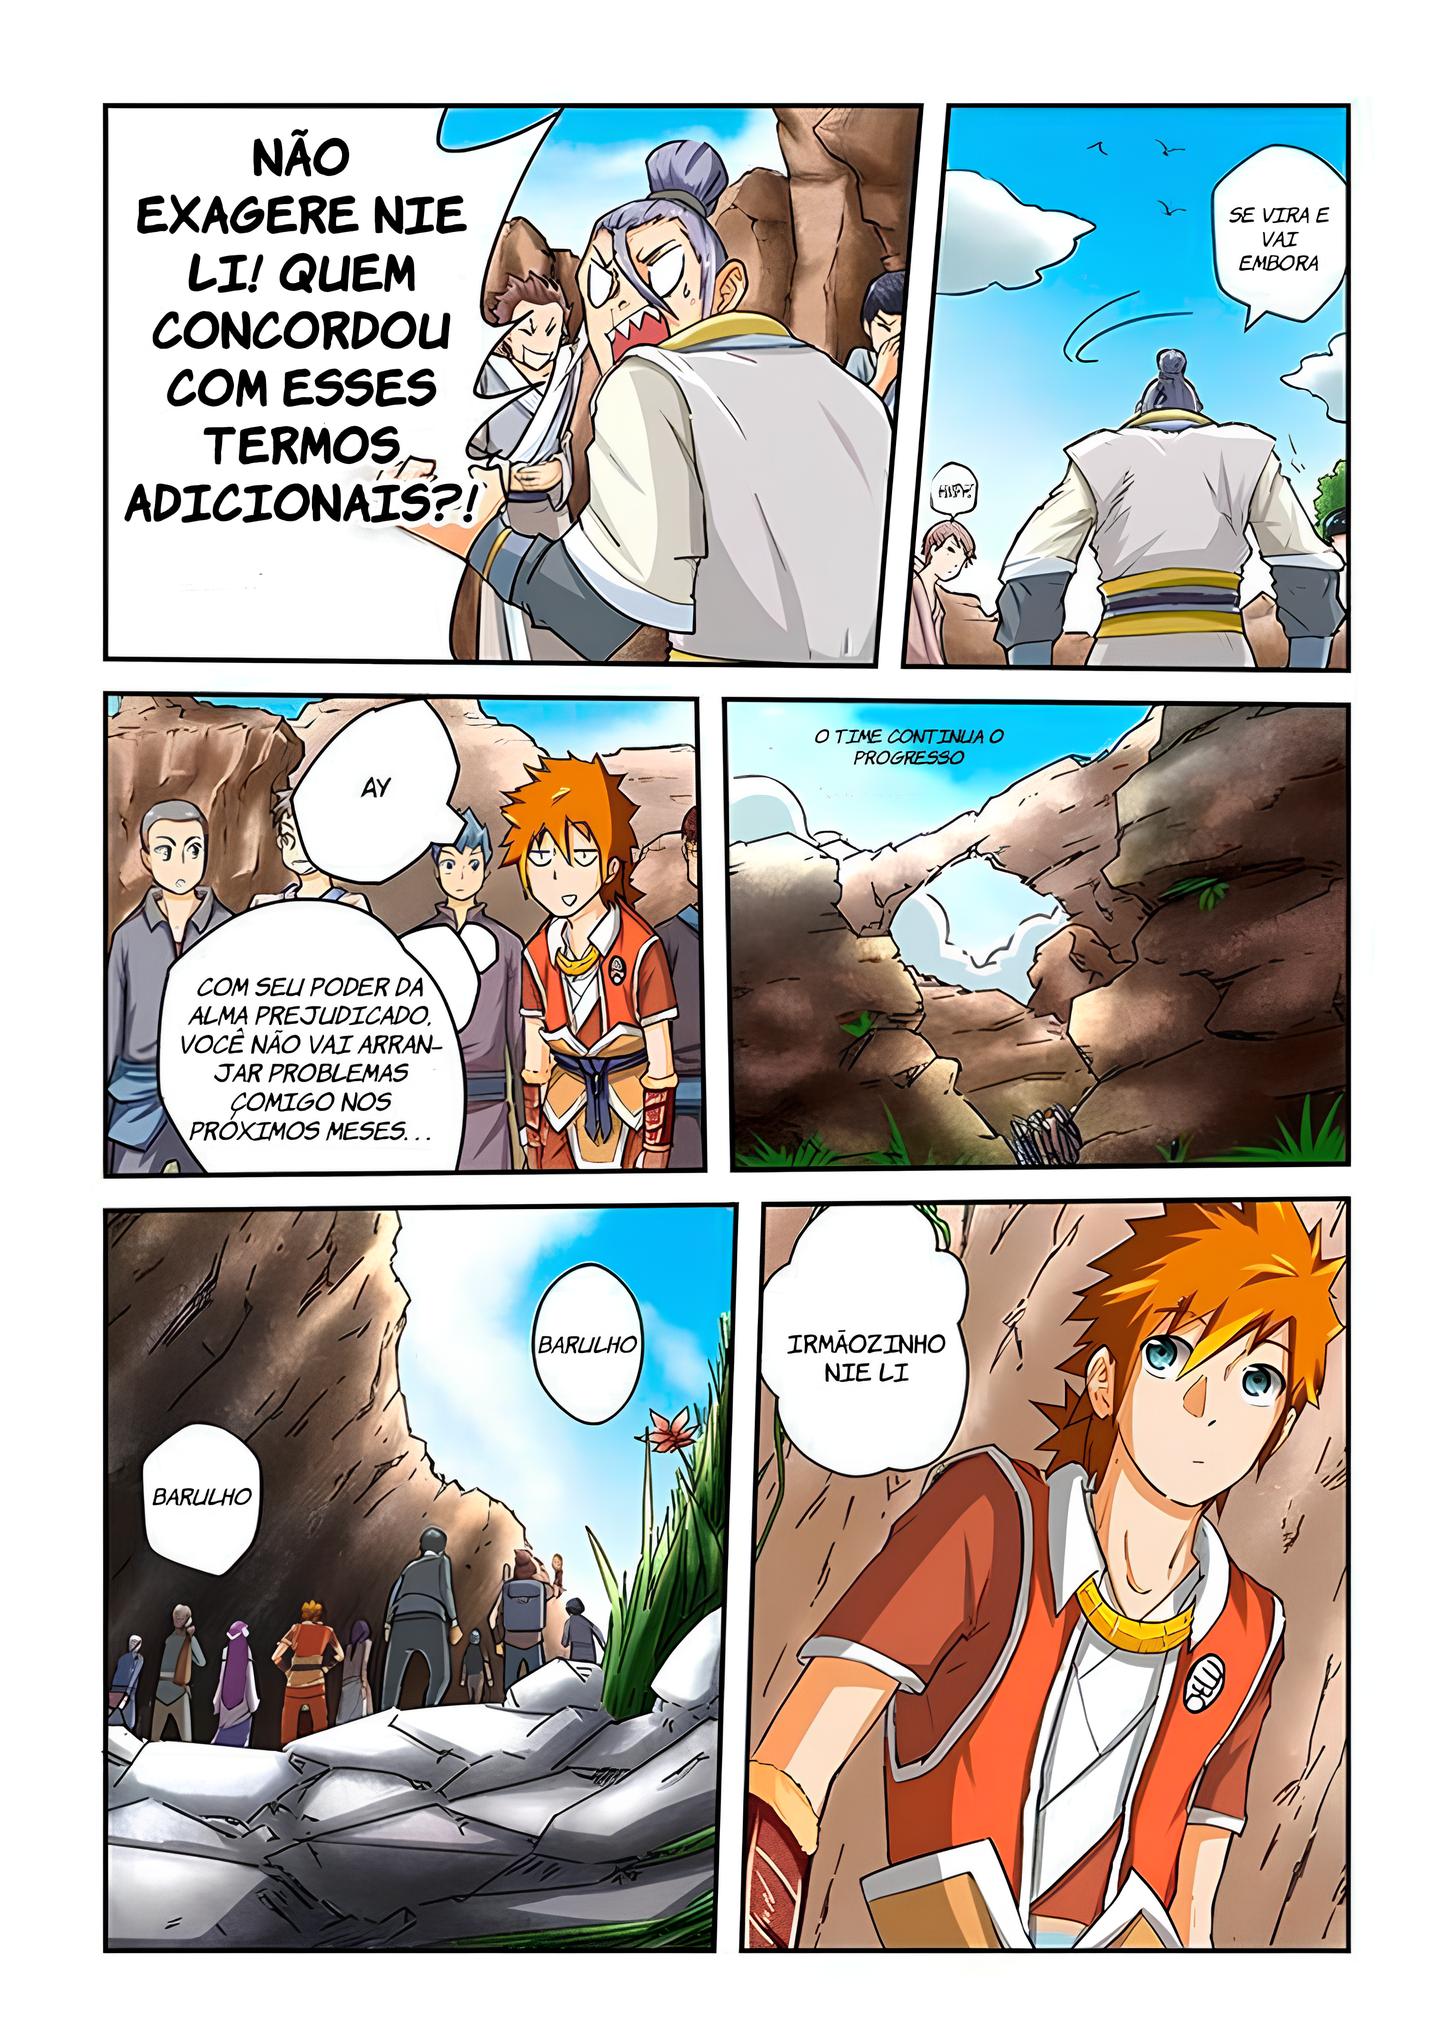 NÃO
EXAGERE NIE
LI! QUEM
CONCORDOU
COM ESSES
TERMOS
ADICIONAIS?!
SE VIRA E
VAI
EMBORA
AY
COM SEU PODER DA
ALMA PREJUDICADO,
VOCÊ NÃO VAI ARRAN-
JAR PROBLEMAS
COMIGO NOS
PRÓXIMOS MESES...
O TIME CONTINUA O
PROGRESSO
BARULHO
BARULHO
IRMÃOZINHO
NIE LI